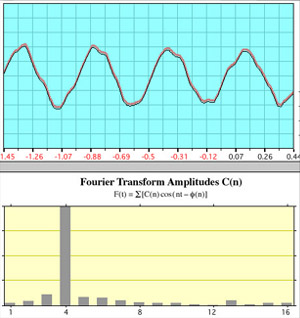 -1.45 -1.26 -1.07 -0.88 -0.69 -0.5 -0.31 -0.12 0.07 0.26 0.44
Fourier Transform Amplitudes C(n)
F(t) = Σ[C(n) cos( nt − ϕ(n)]
1 4 8 12 16